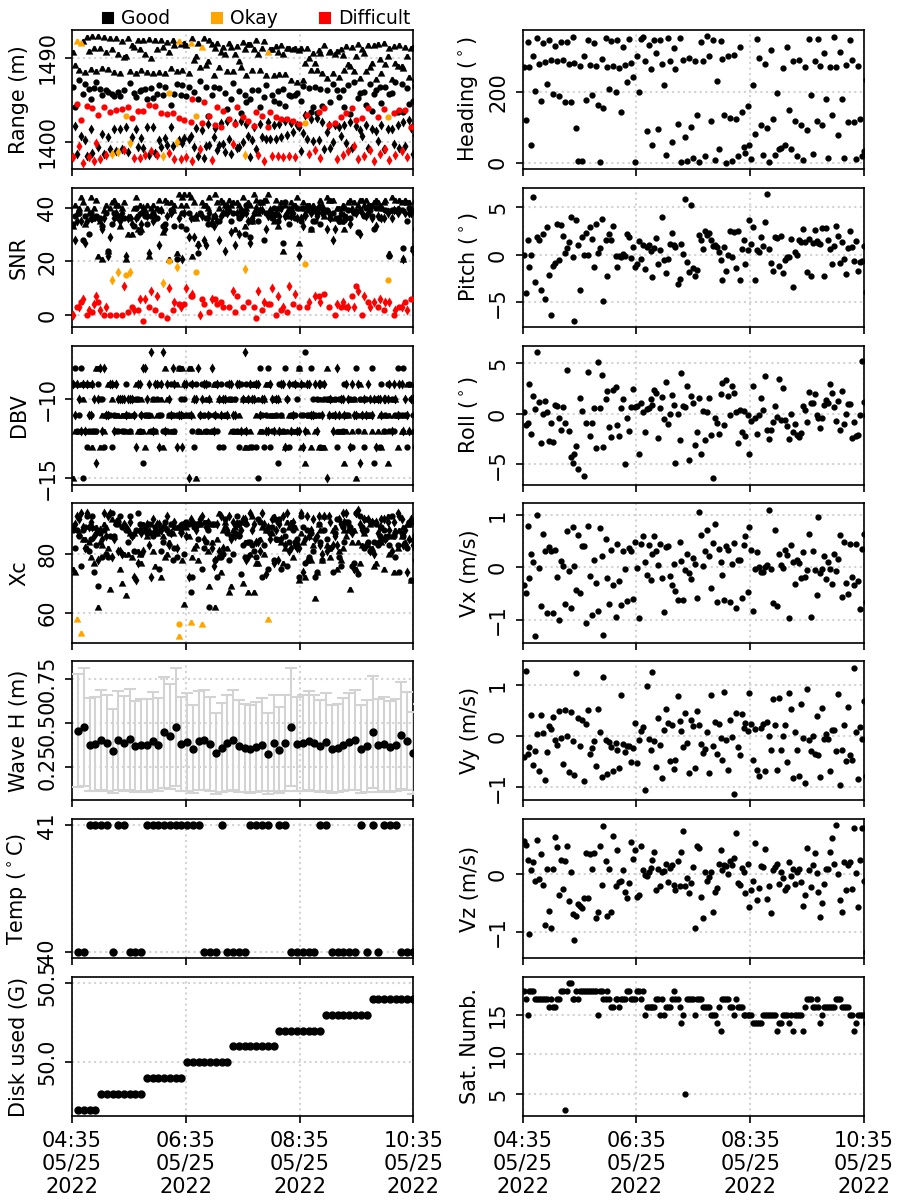 Good Okay Difficult
Range (m)
1490
1400
Heading (°)
200
0
SNR
40
20
0
Pitch (°)
5
0
−5
DBV
−10
−15
Roll (°)
5
0
−5
Xc
80
60
Vx (m/s)
1
0
−1
Wave H (m)
0.75
0.50
0.25
Vy (m/s)
1
0
−1
Temp (°C)
41
40
Vz (m/s)
0
−1
Disk used (G)
50.5
50.0
Sat. Numb.
15
10
5
04:35 06:35 08:35 10:35 04:35 06:35 08:35 10:35
05/25 05/25 05/25 05/25 05/25 05/25 05/25 05/25
2022 2022 2022 2022 2022 2022 2022 2022